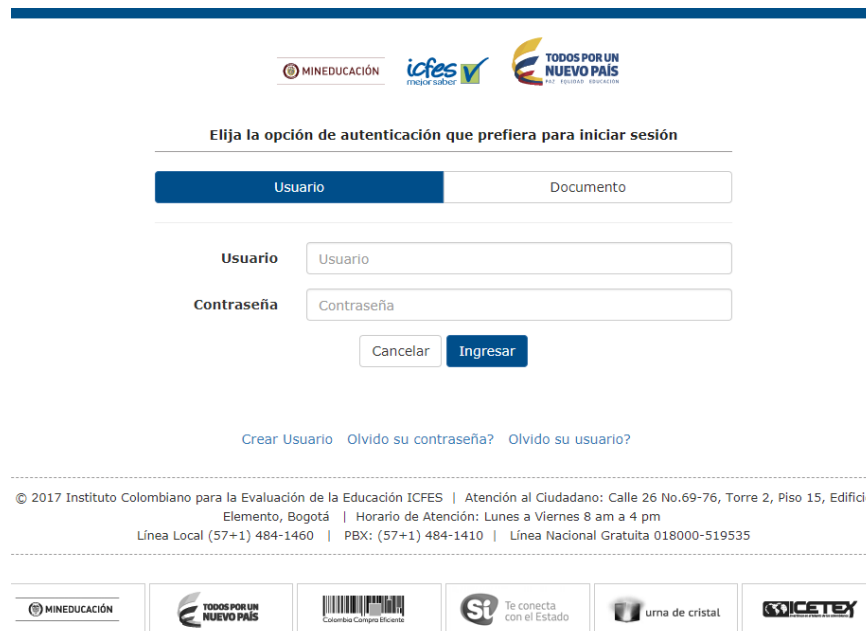 MINEDUCACIÓN
icfes
mejor saber
TODOS POR UN
NUEVO PAÍS
PAZ EQUIDAD EDUCACIÓN
Elija la opción de autenticación que prefiera para iniciar sesión
Usuario Documento
Usuario Usuario
Contraseña Contraseña
Cancelar Ingresar
Crear Usuario Olvido su contraseña? Olvido su usuario?
© 2017 Instituto Colombiano para la Evaluación de la Educación ICFES | Atención al Ciudadano: Calle 26 No.69-76, Torre 2, Piso 15, Edifici
Elemento, Bogotá | Horario de Atención: Lunes a Viernes 8 am a 4 pm
Línea Local (57+1) 484-1460 | PBX: (57+1) 484-1410 | Línea Nacional Gratuita 018000-519535
MINEDUCACIÓN
TODOS POR UN
NUEVO PAÍS
Colombia Compra Eficiente
Si Te conecta
con el Estado
urna de cristal
ICETEX